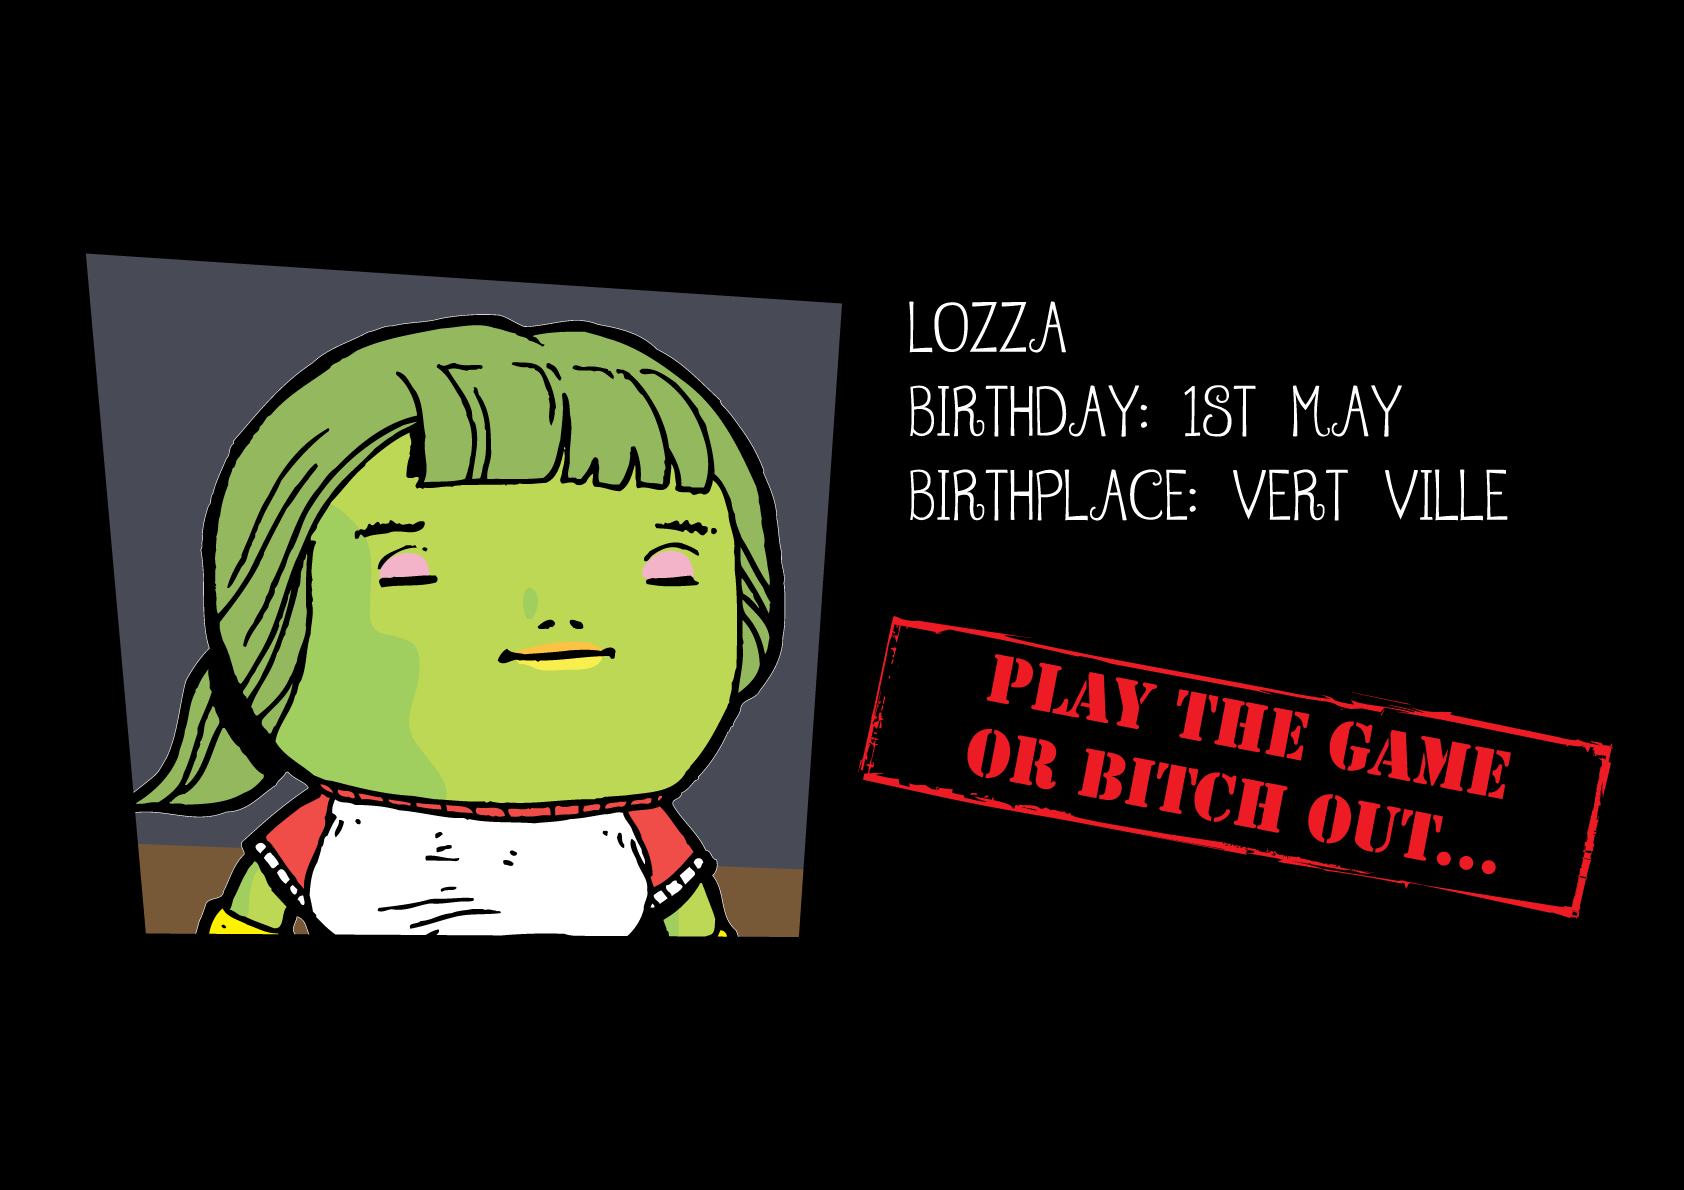 LOZZA
BIRTHDAY: 1ST MAY
BIRTHPLACE: VERT VILLE
PLAY THE GAME
OR BITCH OUT...